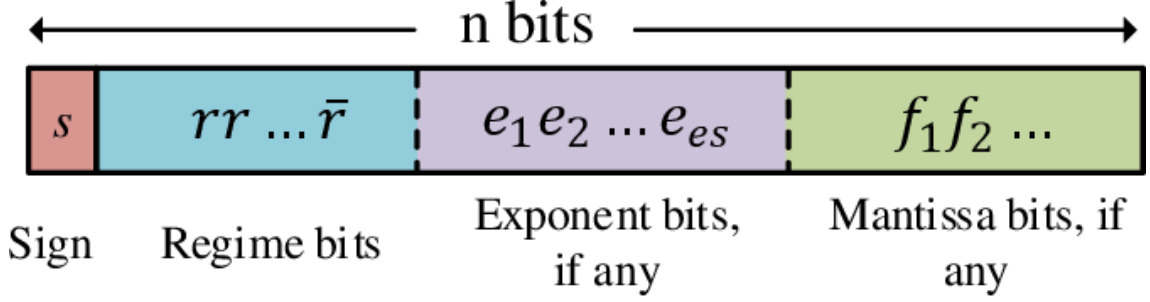 n bits
s rr ... r̄ e₁e₂ ... eₑₛ f₁f₂ ...
Sign Regime bits Exponent bits, if any Mantissa bits, if any